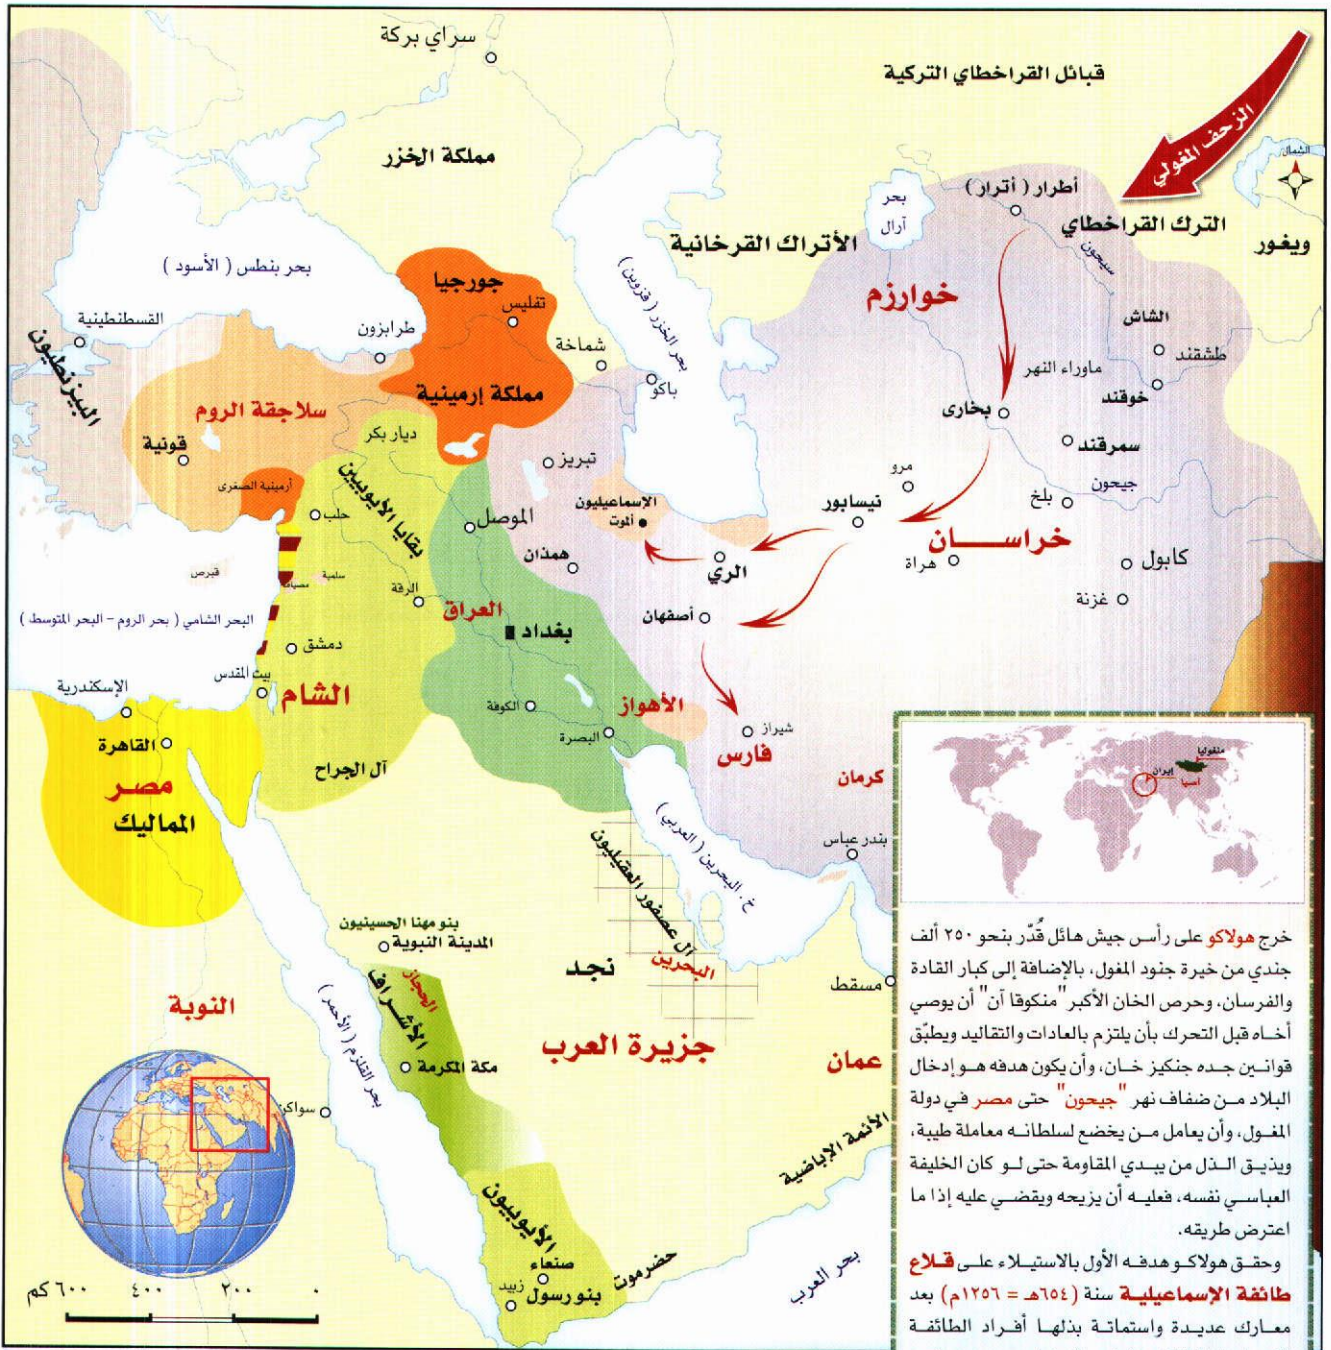 سراي بركة
قبائل القراخطاي التركية
الزحف المغولي
الشمال
مملكة الخزر
أطرار ( أترار )
بحر
آرال
الترك القراخطاي
ويغور
الأتراك القرخانية
سيحون
بحر بنطس ( الأسود )
جورجيا
تفليس
بحر الخزر ( قزوين )
خوارزم
الشاش
القسطنطينية
طرابزون
شماخة
طشقند
ماوراء النهر
البيزنطيون
سلاجقة الروم
مملكة إرمينية
باكو
خوقند
بخارى
قونية
ديار بكر
تبريز
سمرقند
أرمينية الصغرى
بقايا الأيوبيين
الإسماعيليون
ألموت
مرو
جيحون
نيسابور
بلخ
حلب
الموصل
همذان
الري
خراسان
هراة
كابول
قبرص
سلمية
مصياف
الرقة
العراق
غزنة
البحر الشامي ( بحر الروم - البحر المتوسط )
بغداد
أصفهان
دمشق
بيت المقدس
الشام
الإسكندرية
الكوفة
الأهواز
البصرة
شيراز
فارس
القاهرة
مصر
المماليك
آل الجراح
كرمان
منغوليا
إيران
آسيا
خ. البحرين ( العربي )
بندر عباس
آل عصفور العقيليون
بنو مهنا الحسينيون
المدينة النبوية
نجد
البحرين
الحجاز
الأشراف
مسقط
النوبة
بحر القلزم ( الأحمر )
جزيرة العرب
عمان
مكة المكرمة
سواكن
الأئمة الإباضية
الأيوبيون
صنعاء
زبيد
بنو رسول
حضرموت
بحر العرب
٠ ٢٠٠ ٤٠٠ ٦٠٠ كم
خرج هولاكو على رأس جيش هائل قُدّر بنحو ٢٥٠ ألف
جندي من خيرة جنود المغول، بالإضافة إلى كبار القادة
والفرسان، وحرص الخان الأكبر "منكوقا آن" أن يوصي
أخاه قبل التحرك بأن يلتزم بالعادات والتقاليد ويطبّق
قوانين جده جنكيز خان، وأن يكون هدفه هو إدخال
البلاد من ضفاف نهر "جيحون" حتى مصر في دولة
المغول، وأن يعامل من يخضع لسلطانه معاملة طيبة،
ويذيق الذل من يبدي المقاومة حتى لو كان الخليفة
العباسي نفسه، فعليه أن يزيحه ويقضي عليه إذا ما
اعترض طريقه.
وحقق هولاكو هدفه الأول بالاستيلاء على قلاع
طائفة الإسماعيلية سنة (٦٥٤هـ = ١٢٥٦م) بعد
معارك عديدة واستماتة بذلها أفراد الطائفة